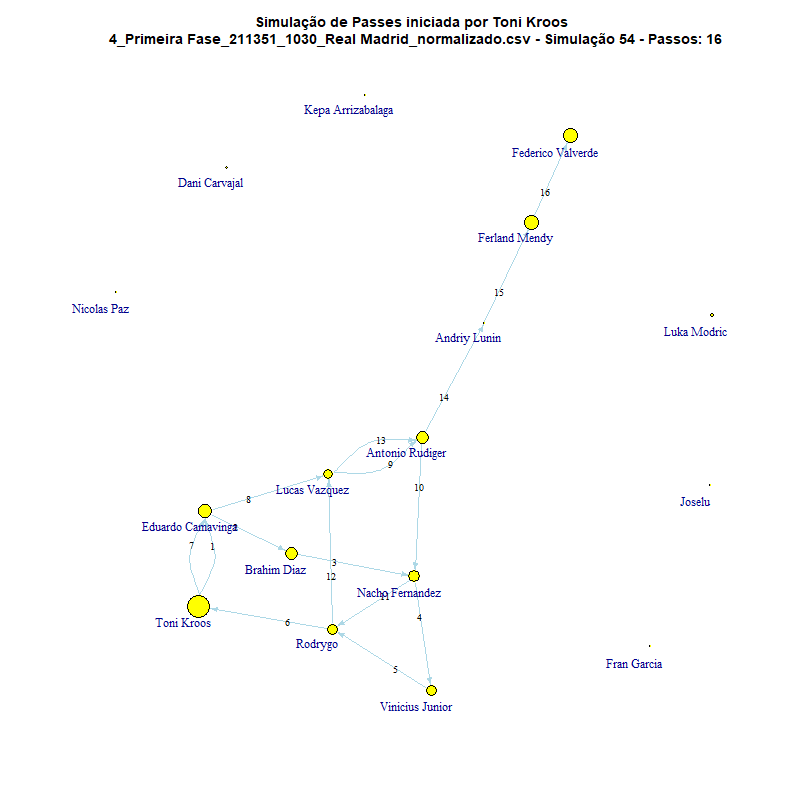 Simulação de Passes iniciada por Toni Kroos
4_Primeira Fase_211351_1030_Real Madrid_normalizado.csv - Simulação 54 - Passos: 16
Kepa Arrizabalaga
Federico Valverde
Dani Carvajal
16
Ferland Mendy
15
Nicolas Paz
Luka Modric
Andriy Lunin
14
13
Antonio Rudiger
9
Lucas Vazquez
10
8
Joselu
Eduardo Camavinga
2
7
1
3
Brahim Diaz
12
Nacho Fernandez
11
Toni Kroos
6
4
Rodrygo
Fran Garcia
5
Vinicius Junior